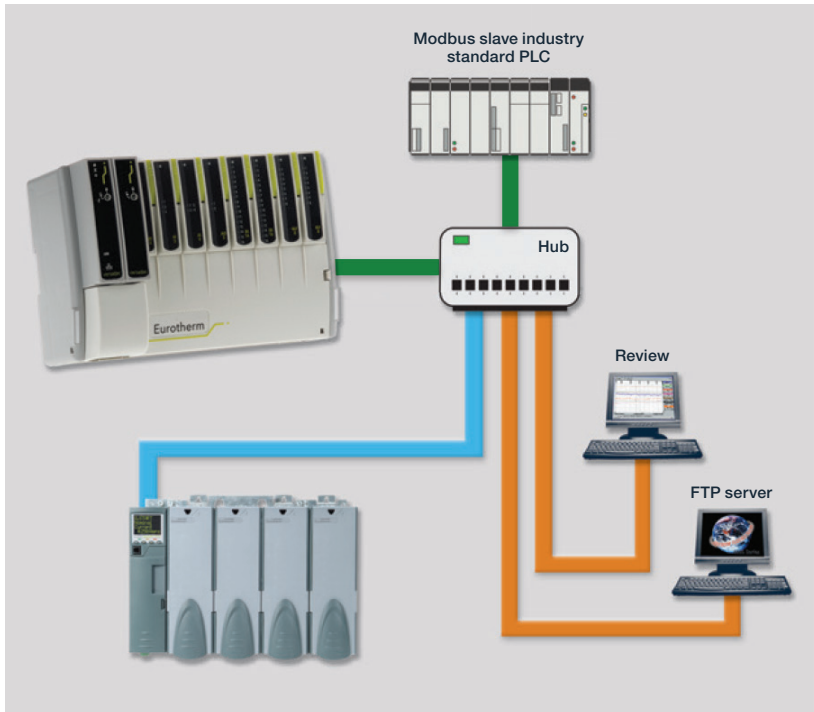 Modbus slave industry
standard PLC
Hub
Eurotherm
Review
FTP server